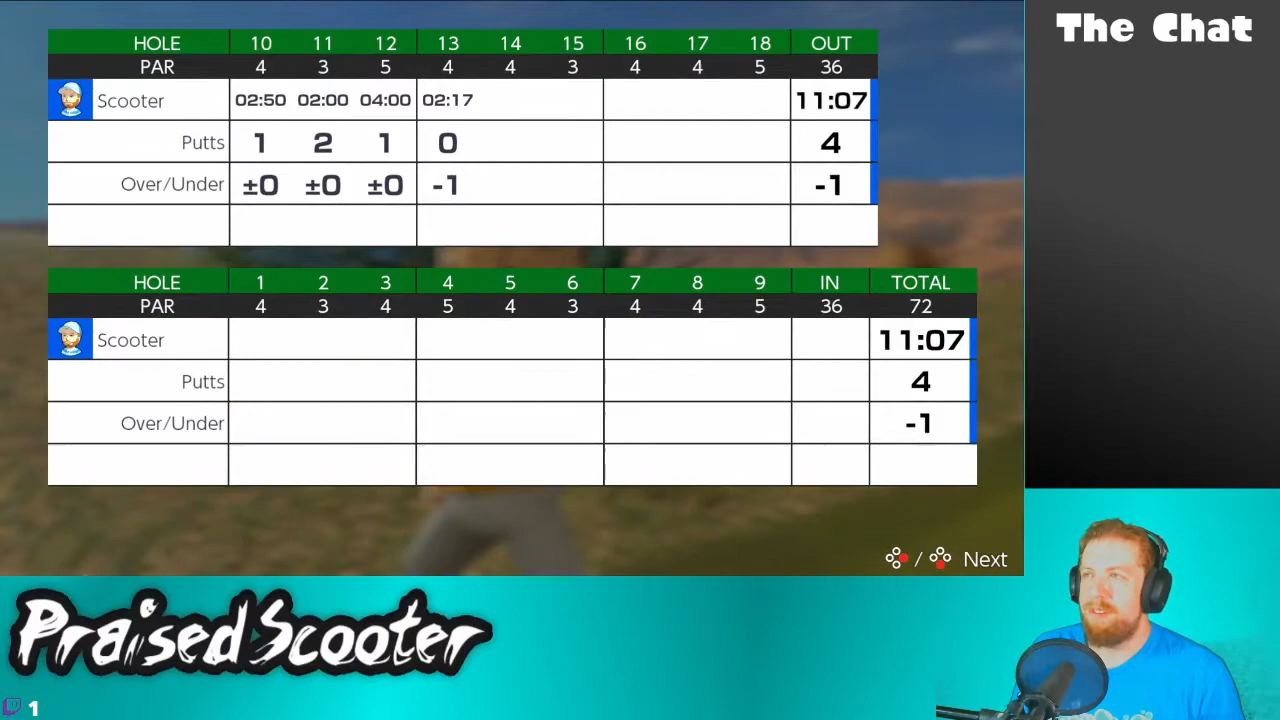 The Chat
HOLE 10 11 12 13 14 15 16 17 18 OUT
PAR 4 3 5 4 4 3 4 4 5 36
Scooter 02:50 02:00 04:00 02:17 11:07
Putts 1 2 1 0 4
Over/Under ±0 ±0 ±0 -1 -1
HOLE 1 2 3 4 5 6 7 8 9 IN TOTAL
PAR 4 3 4 5 4 3 4 4 5 36 72
Scooter 11:07
Putts 4
Over/Under -1
/ Next
PraisedScooter
1